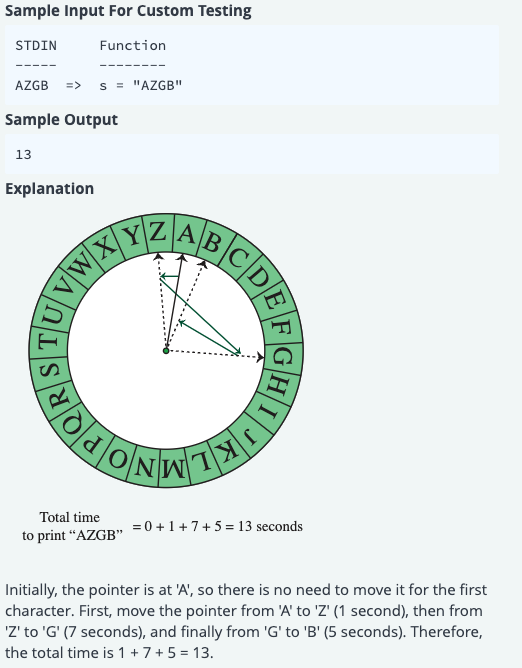 Sample Input For Custom Testing
STDIN Function
----- --------
AZGB => s = "AZGB"
Sample Output
13
Explanation
A B C D E F G H I J K L M N O P Q R S T U V W X Y Z
Total time
to print “AZGB” = 0 + 1 + 7 + 5 = 13 seconds
Initially, the pointer is at 'A', so there is no need to move it for the first
character. First, move the pointer from 'A' to 'Z' (1 second), then from
'Z' to 'G' (7 seconds), and finally from 'G' to 'B' (5 seconds). Therefore,
the total time is 1 + 7 + 5 = 13.